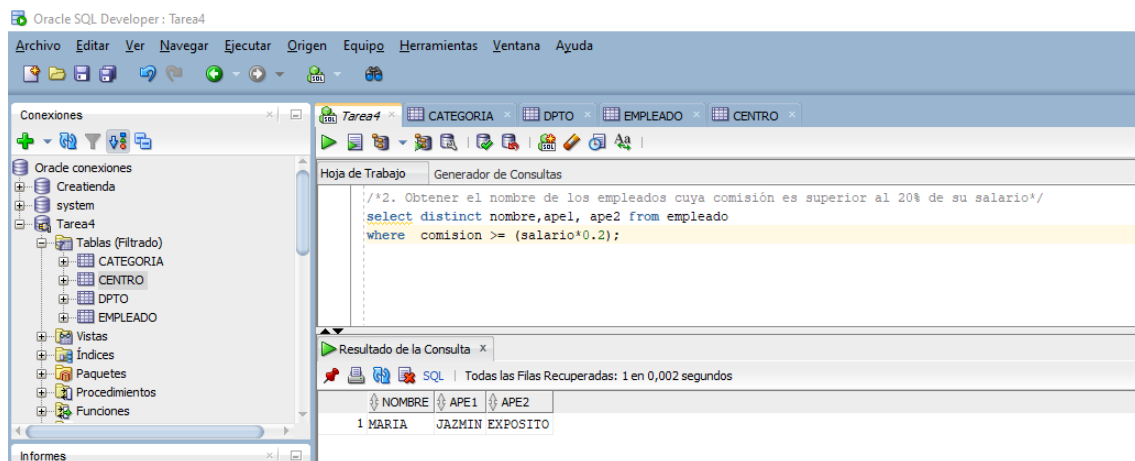 Oracle SQL Developer : Tarea4
Archivo Editar Ver Navegar Ejecutar Origen Equipo Herramientas Ventana Ayuda
Conexiones
Oracle conexiones
Creatienda
system
Tarea4
Tablas (Filtrado)
CATEGORIA
CENTRO
DPTO
EMPLEADO
Vistas
Índices
Paquetes
Procedimientos
Funciones
Informes
Tarea4 CATEGORIA DPTO EMPLEADO CENTRO
Hoja de Trabajo Generador de Consultas
/*2. Obtener el nombre de los empleados cuya comisión es superior al 20% de su salario*/
select distinct nombre,ape1, ape2 from empleado
where comision >= (salario*0.2);
Resultado de la Consulta
SQL | Todas las Filas Recuperadas: 1 en 0,002 segundos
NOMBRE APE1 APE2
1 MARIA JAZMIN EXPOSITO